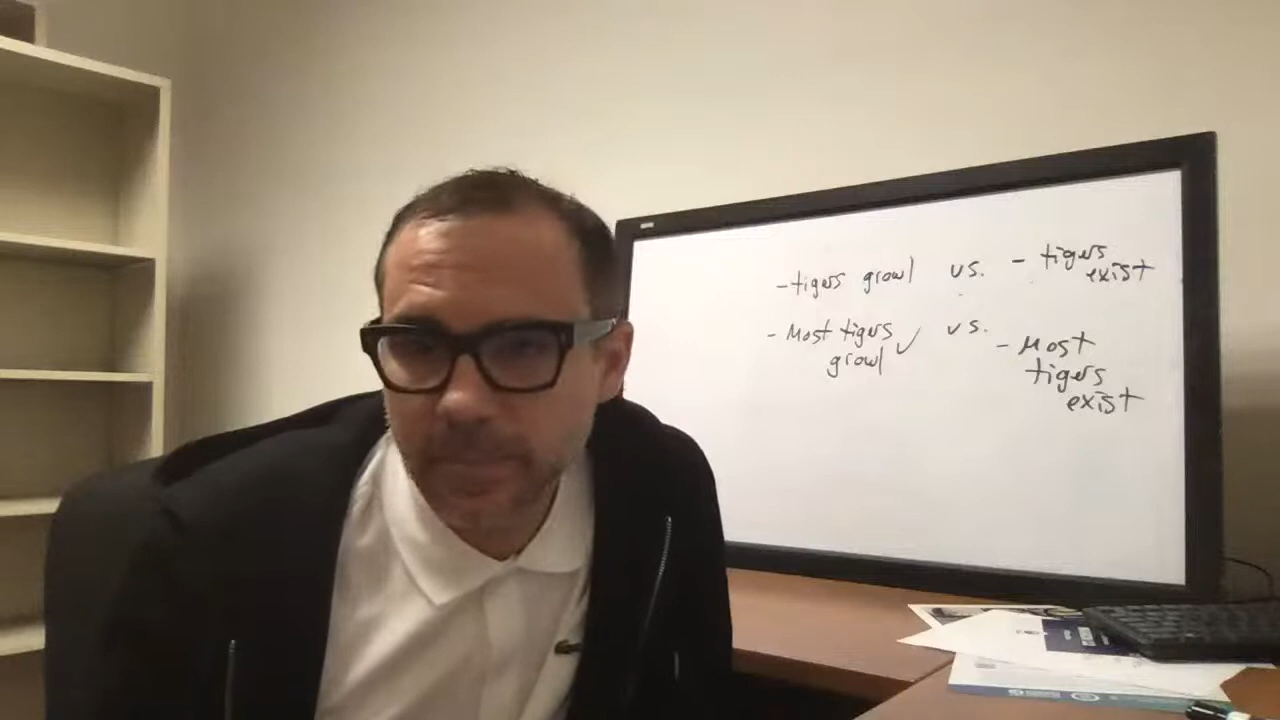 - tigers growl vs. - tigers
exist
- Most tigers vs.
growl ✓
- Most
tigers
exist